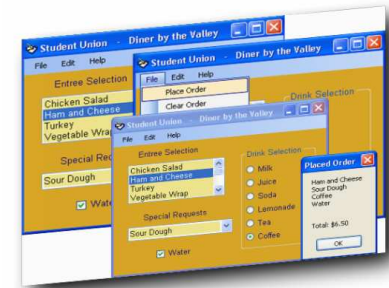 Student Union - Diner by the Valley
File Edit Help
Entree Selection
Chicken Salad
Ham and Cheese
Turkey
Vegetable Wrap
Special Req
Sour Dough
Wat
Student Union - Diner by the Valley
File Edit Help
Place Order
Clear Order
Drink Selection
Student Union - Diner by the Valley
File Edit Help
Entree Selection
Chicken Salad
Ham and Cheese
Turkey
Vegetable Wrap
Special Requests
Sour Dough
Water
Drink Selection
Milk
Juice
Soda
Lemonade
Tea
Coffee
Placed Order
Ham and Cheese
Sour Dough
Coffee
Water
Total: $6.50
OK